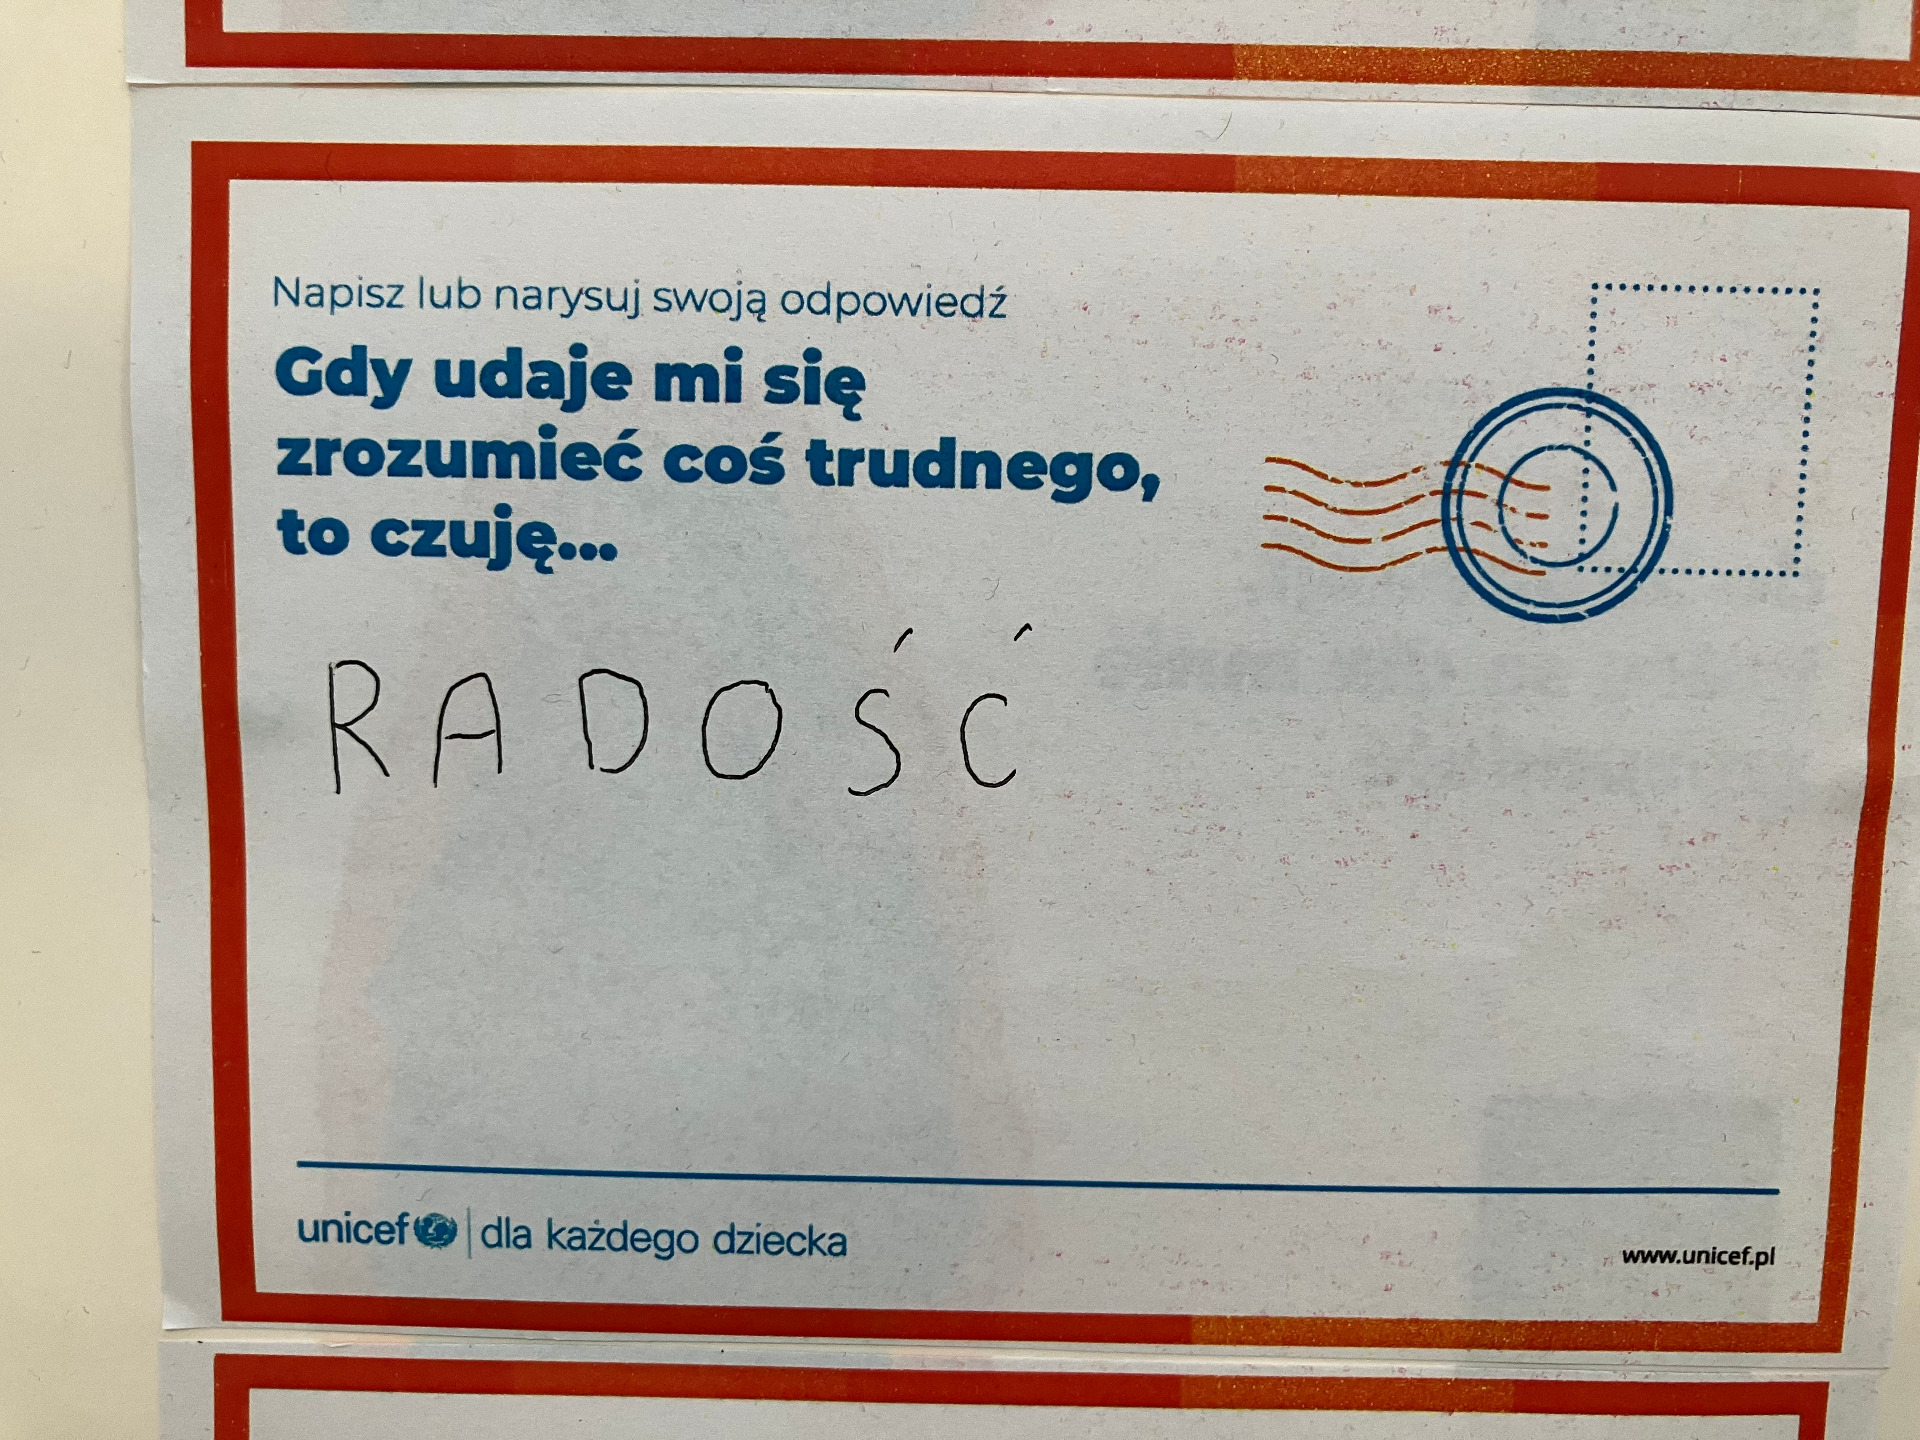 Napisz lub narysuj swoją odpowiedź
Gdy udaje mi się
zrozumieć coś trudnego,
to czuję...
RADOŚĆ
unicef | dla każdego dziecka
www.unicef.pl